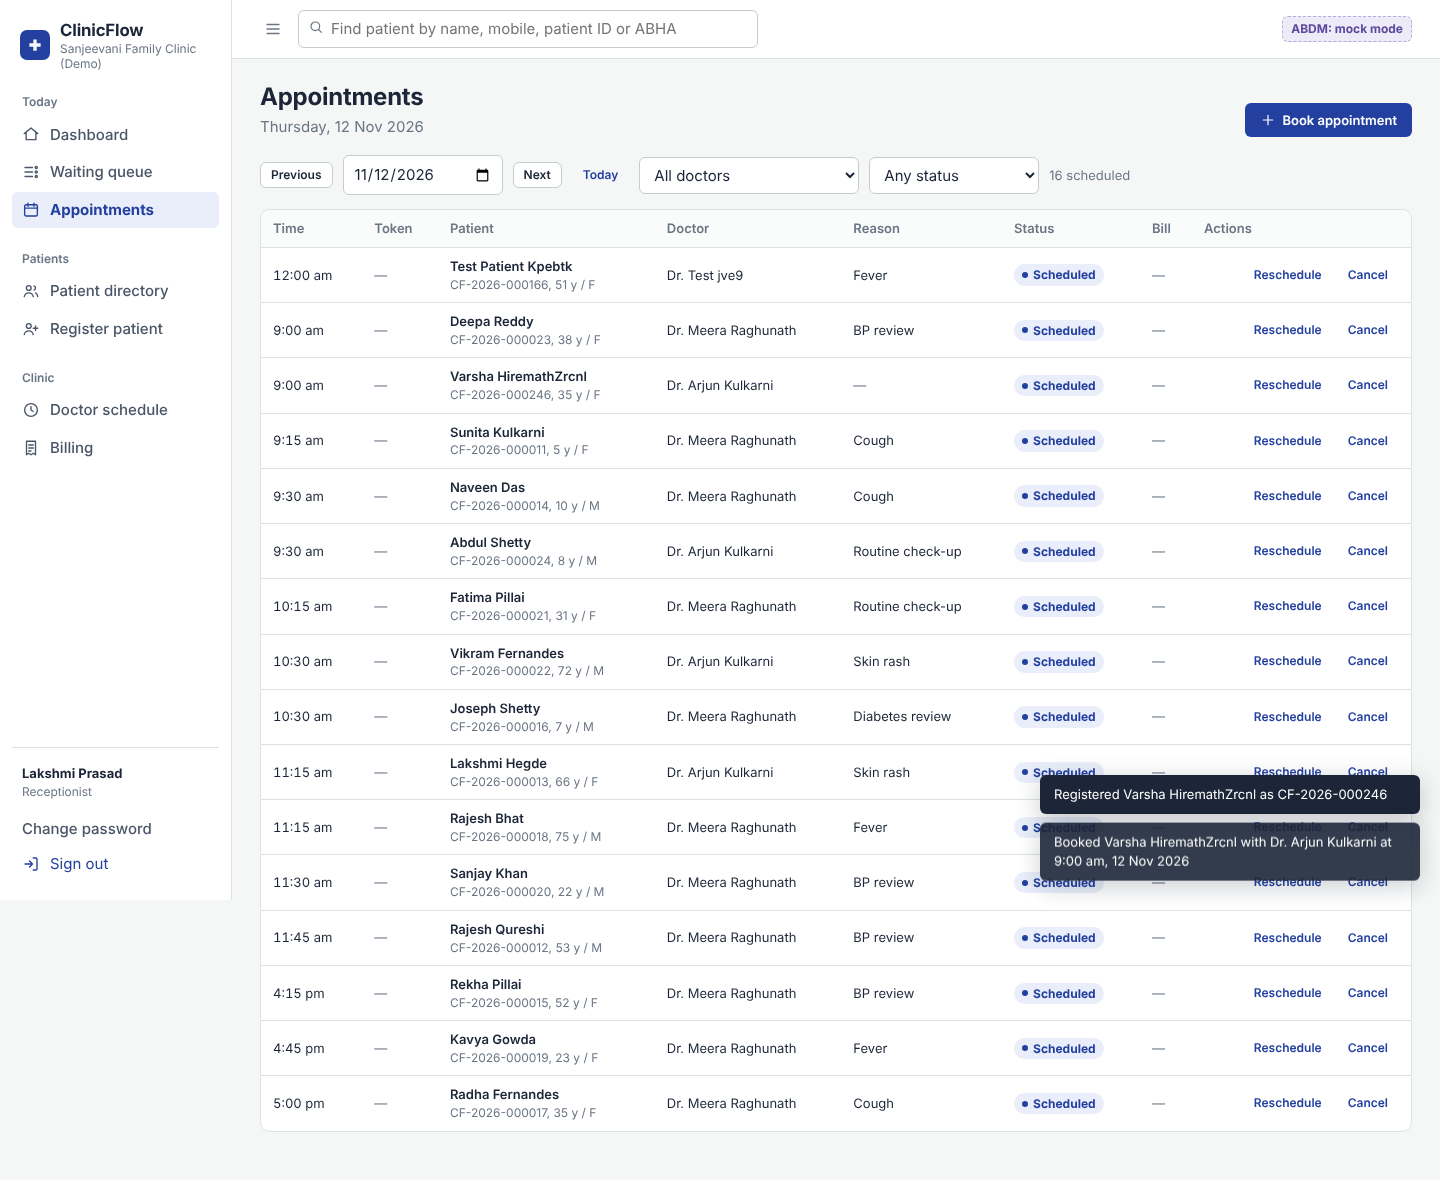 ClinicFlow
Sanjeevani Family Clinic
(Demo)
Today
Dashboard
Waiting queue
Appointments
Patients
Patient directory
Register patient
Clinic
Doctor schedule
Billing
Lakshmi Prasad
Receptionist
Change password
Sign out
Find patient by name, mobile, patient ID or ABHA
ABDM: mock mode
Appointments
Thursday, 12 Nov 2026
+ Book appointment
Previous 11/12/2026 Next Today All doctors Any status 16 scheduled
Time Token Patient Doctor Reason Status Bill Actions
12:00 am — Test Patient Kpebtk Dr. Test jve9 Fever Scheduled — Reschedule Cancel
CF-2026-000166, 51 y / F
9:00 am — Deepa Reddy Dr. Meera Raghunath BP review Scheduled — Reschedule Cancel
CF-2026-000023, 38 y / F
9:00 am — Varsha HiremathZrcnl Dr. Arjun Kulkarni — Scheduled — Reschedule Cancel
CF-2026-000246, 35 y / F
9:15 am — Sunita Kulkarni Dr. Meera Raghunath Cough Scheduled — Reschedule Cancel
CF-2026-000011, 5 y / F
9:30 am — Naveen Das Dr. Meera Raghunath Cough Scheduled — Reschedule Cancel
CF-2026-000014, 10 y / M
9:30 am — Abdul Shetty Dr. Arjun Kulkarni Routine check-up Scheduled — Reschedule Cancel
CF-2026-000024, 8 y / M
10:15 am — Fatima Pillai Dr. Meera Raghunath Routine check-up Scheduled — Reschedule Cancel
CF-2026-000021, 31 y / F
10:30 am — Vikram Fernandes Dr. Arjun Kulkarni Skin rash Scheduled — Reschedule Cancel
CF-2026-000022, 72 y / M
10:30 am — Joseph Shetty Dr. Meera Raghunath Diabetes review Scheduled — Reschedule Cancel
CF-2026-000016, 7 y / M
11:15 am — Lakshmi Hegde Dr. Arjun Kulkarni Skin rash Scheduled — Reschedule Cancel
CF-2026-000013, 66 y / F
Registered Varsha HiremathZrcnl as CF-2026-000246
11:15 am — Rajesh Bhat Dr. Meera Raghunath Fever
CF-2026-000018, 75 y / M
Booked Varsha HiremathZrcnl with Dr. Arjun Kulkarni at
9:00 am, 12 Nov 2026
11:30 am — Sanjay Khan Dr. Meera Raghunath BP review Scheduled — Reschedule Cancel
CF-2026-000020, 22 y / M
11:45 am — Rajesh Qureshi Dr. Meera Raghunath BP review Scheduled — Reschedule Cancel
CF-2026-000012, 53 y / M
4:15 pm — Rekha Pillai Dr. Meera Raghunath BP review Scheduled — Reschedule Cancel
CF-2026-000015, 52 y / F
4:45 pm — Kavya Gowda Dr. Meera Raghunath Fever Scheduled — Reschedule Cancel
CF-2026-000019, 23 y / F
5:00 pm — Radha Fernandes Dr. Meera Raghunath Cough Scheduled — Reschedule Cancel
CF-2026-000017, 35 y / F